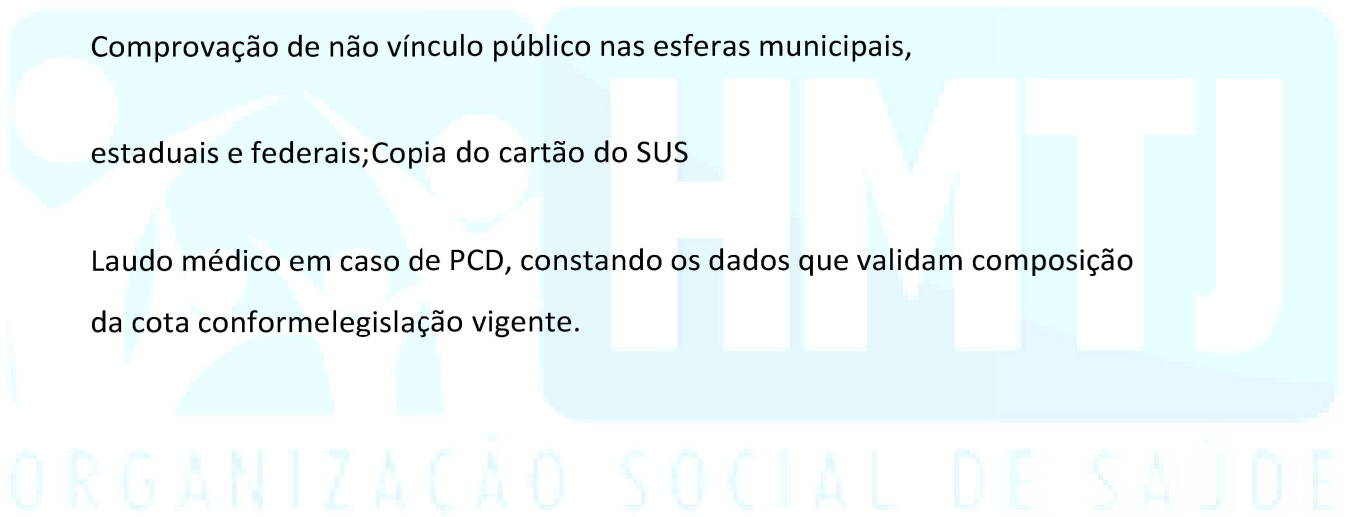 Comprovação de não vínculo público nas esferas municipais,
estaduais e federais;Copia do cartão do SUS
Laudo médico em caso de PCD, constando os dados que validam composição
da cota conformelegislação vigente.
HMTJ
ORGANIZAÇÃO SOCIAL DE SAÚDE